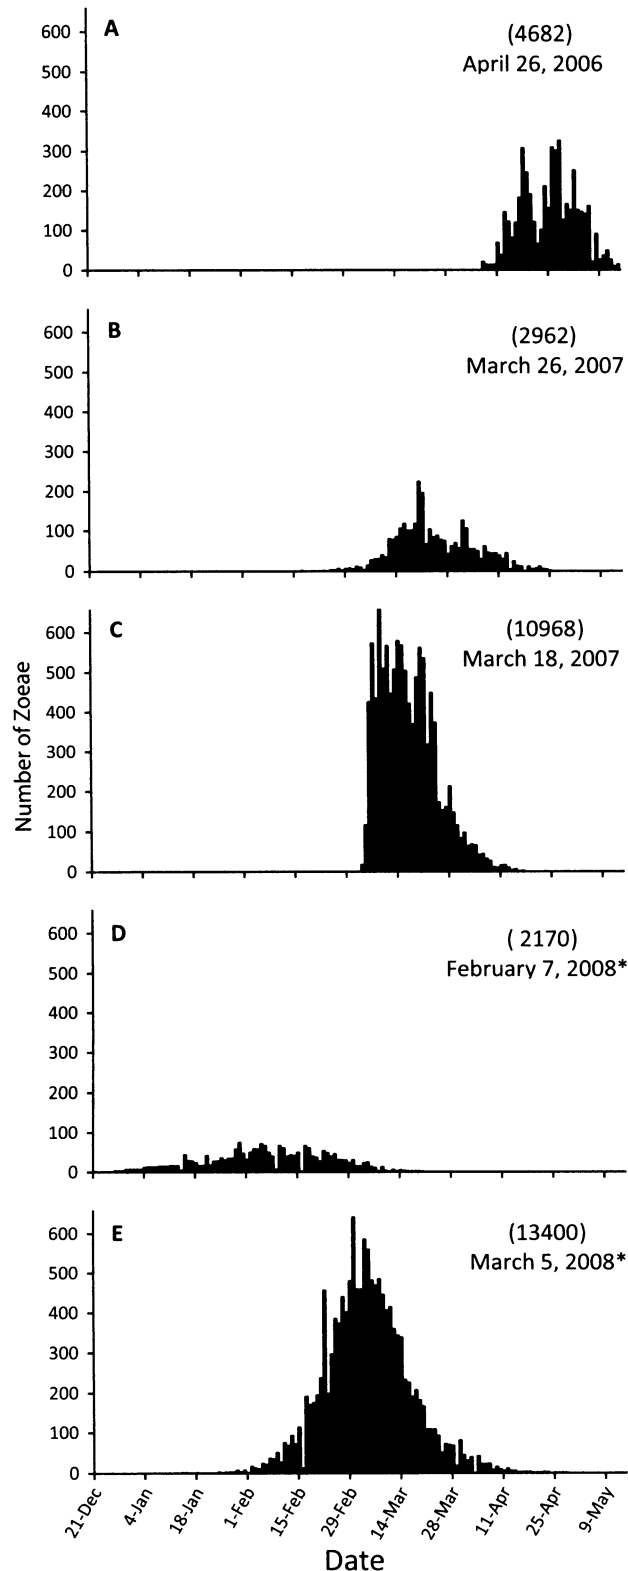 A
(4682)
April 26, 2006
600
500
400
300
200
100
0
B
(2962)
March 26, 2007
600
500
400
300
200
100
0
C
(10968)
March 18, 2007
600
500
400
300
200
100
0
Number of Zoeae
D
( 2170)
February 7, 2008*
600
500
400
300
200
100
0
E
(13400)
March 5, 2008*
600
500
400
300
200
100
0
21-Dec
4-Jan
18-Jan
1-Feb
15-Feb
29-Feb
14-Mar
28-Mar
11-Apr
25-Apr
9-May
Date